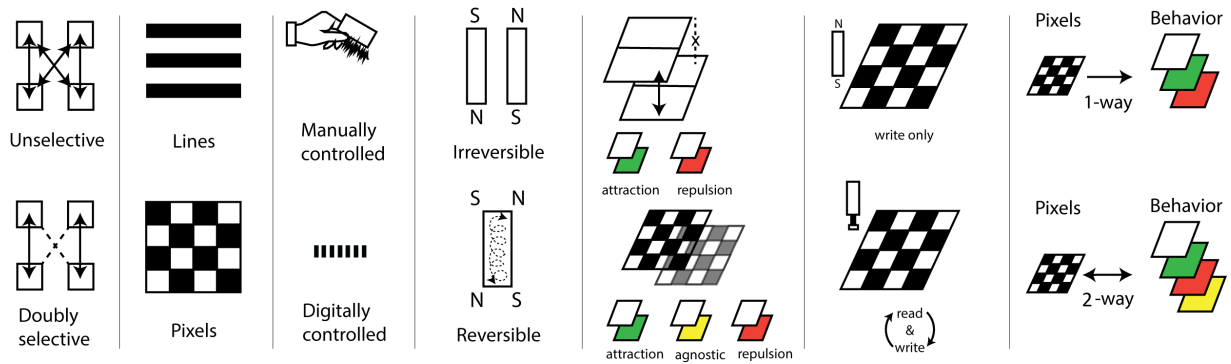 Unselective
Doubly
selective
Lines
Pixels
Manually
controlled
Digitally
controlled
S N
N S
Irreversible
S N
N S
Reversible
x
attraction repulsion
attraction agnostic repulsion
N
S
write only
read
&
write
Pixels Behavior
1-way
Pixels Behavior
2-way